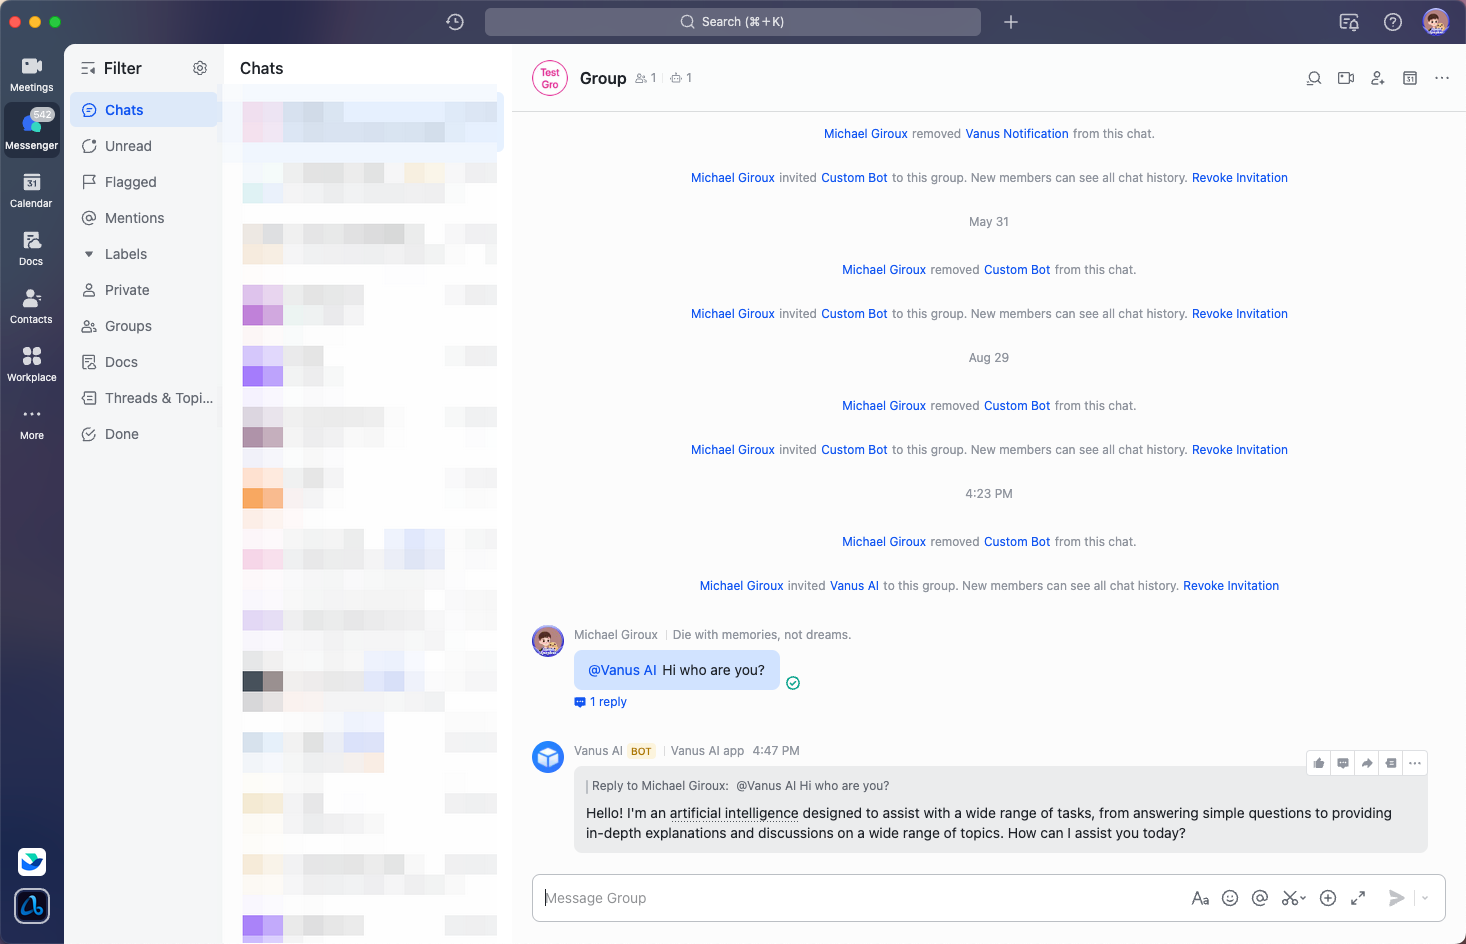 Search (⌘+K)
Meetings
542
Messenger
31
Calendar
Docs
Contacts
Workplace
More
Filter
Chats
Unread
Flagged
Mentions
Labels
Private
Groups
Docs
Threads & Topi...
Done
Chats
Test
Gro
Group
1
1
31
Michael Giroux removed Vanus Notification from this chat.
Michael Giroux invited Custom Bot to this group. New members can see all chat history. Revoke Invitation
May 31
Michael Giroux removed Custom Bot from this chat.
Michael Giroux invited Custom Bot to this group. New members can see all chat history. Revoke Invitation
Aug 29
Michael Giroux removed Custom Bot from this chat.
Michael Giroux invited Custom Bot to this group. New members can see all chat history. Revoke Invitation
4:23 PM
Michael Giroux removed Custom Bot from this chat.
Michael Giroux invited Vanus AI to this group. New members can see all chat history. Revoke Invitation
Michael Giroux | Die with memories, not dreams.
@Vanus AI Hi who are you?
1 reply
Vanus AI BOT | Vanus AI app 4:47 PM
Reply to Michael Giroux: @Vanus AI Hi who are you?
Hello! I'm an artificial intelligence designed to assist with a wide range of tasks, from answering simple questions to providing
in-depth explanations and discussions on a wide range of topics. How can I assist you today?
Message Group
Aa